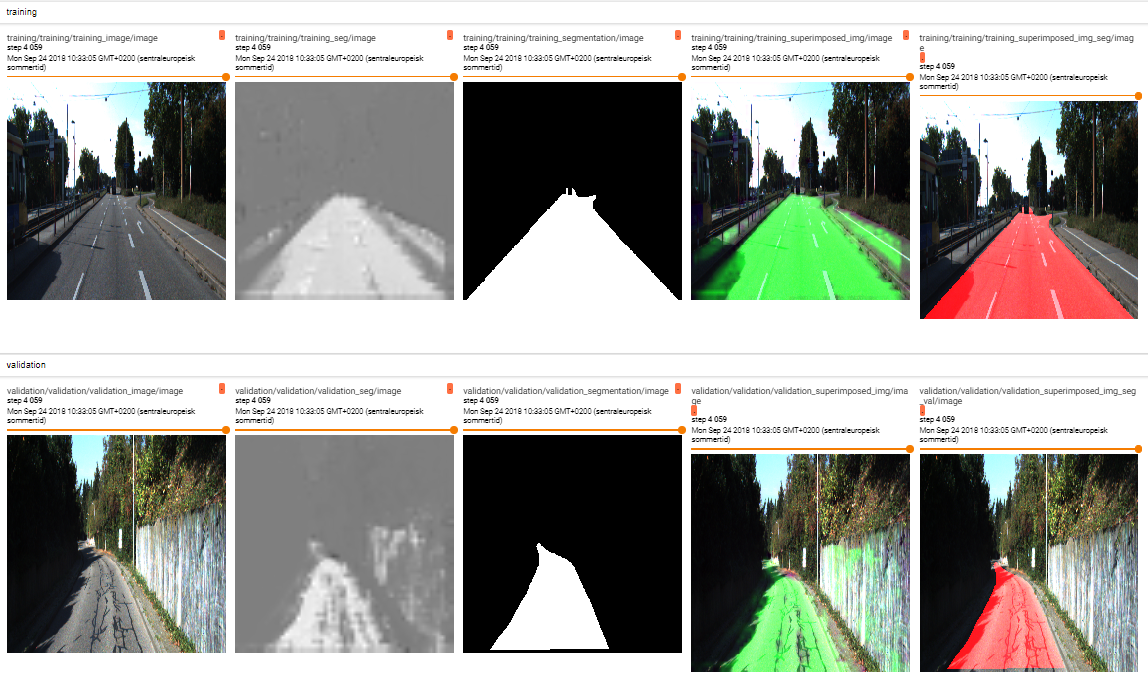 training
training/training/training_image/image
step 4 059
Mon Sep 24 2018 10:33:05 GMT+0200 (sentraleuropeisk
sommertid)
training/training/training_seg/image
step 4 059
Mon Sep 24 2018 10:33:05 GMT+0200 (sentraleuropeisk
sommertid)
training/training/training_segmentation/image
step 4 059
Mon Sep 24 2018 10:33:05 GMT+0200 (sentraleuropeisk
sommertid)
training/training/training_superimposed_img/image
step 4 059
Mon Sep 24 2018 10:33:05 GMT+0200 (sentraleuropeisk
sommertid)
training/training/training_superimposed_img_seg/imag
e
step 4 059
Mon Sep 24 2018 10:33:05 GMT+0200 (sentraleuropeisk
sommertid)
validation
validation/validation/validation_image/image
step 4 059
Mon Sep 24 2018 10:33:05 GMT+0200 (sentraleuropeisk
sommertid)
validation/validation/validation_seg/image
step 4 059
Mon Sep 24 2018 10:33:05 GMT+0200 (sentraleuropeisk
sommertid)
validation/validation/validation_segmentation/image
step 4 059
Mon Sep 24 2018 10:33:05 GMT+0200 (sentraleuropeisk
sommertid)
validation/validation/validation_superimposed_img/ima
ge
step 4 059
Mon Sep 24 2018 10:33:05 GMT+0200 (sentraleuropeisk
sommertid)
validation/validation/validation_superimposed_img_seg
_val/image
step 4 059
Mon Sep 24 2018 10:33:05 GMT+0200 (sentraleuropeisk
sommertid)